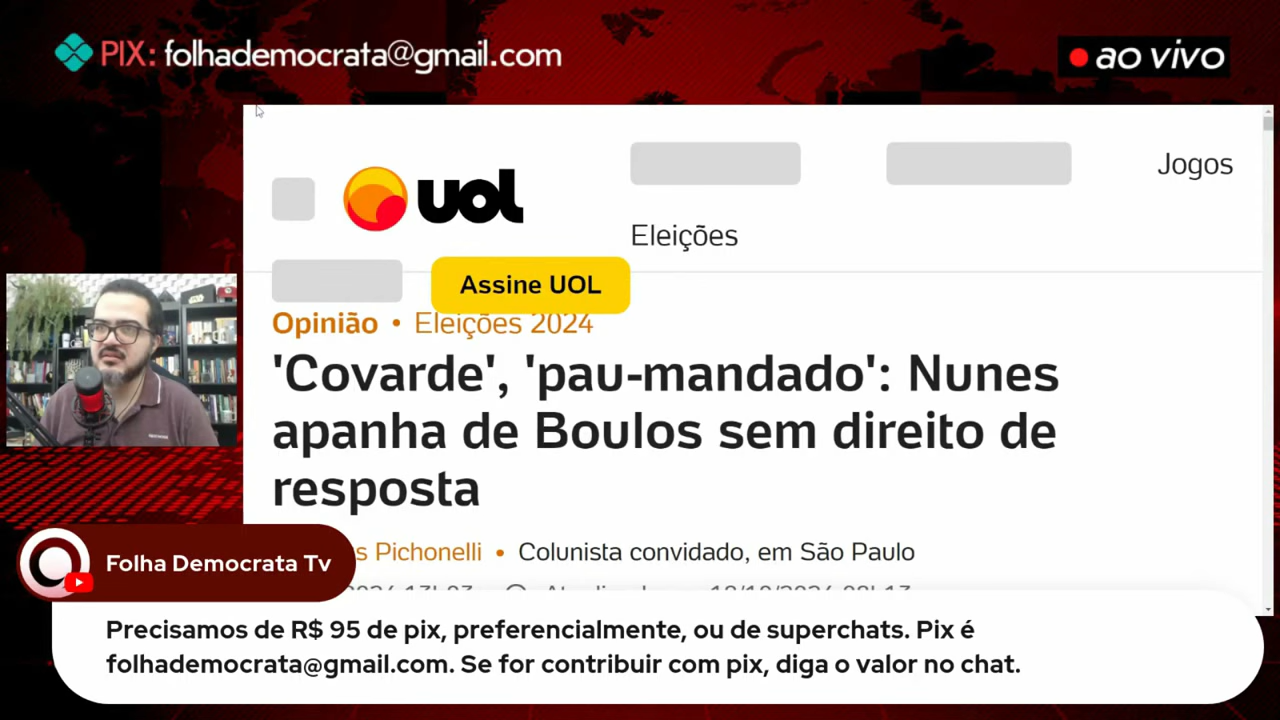 PIX: folhademocrata@gmail.com
ao vivo
uol
Jogos
Eleições
Assine UOL
Opinião • Eleições 2024
'Covarde', 'pau-mandado': Nunes
apanha de Boulos sem direito de
resposta
Pichonelli • Colunista convidado, em São Paulo
Folha Democrata Tv
Precisamos de R$ 95 de pix, preferencialmente, ou de superchats. Pix é
folhademocrata@gmail.com. Se for contribuir com pix, diga o valor no chat.